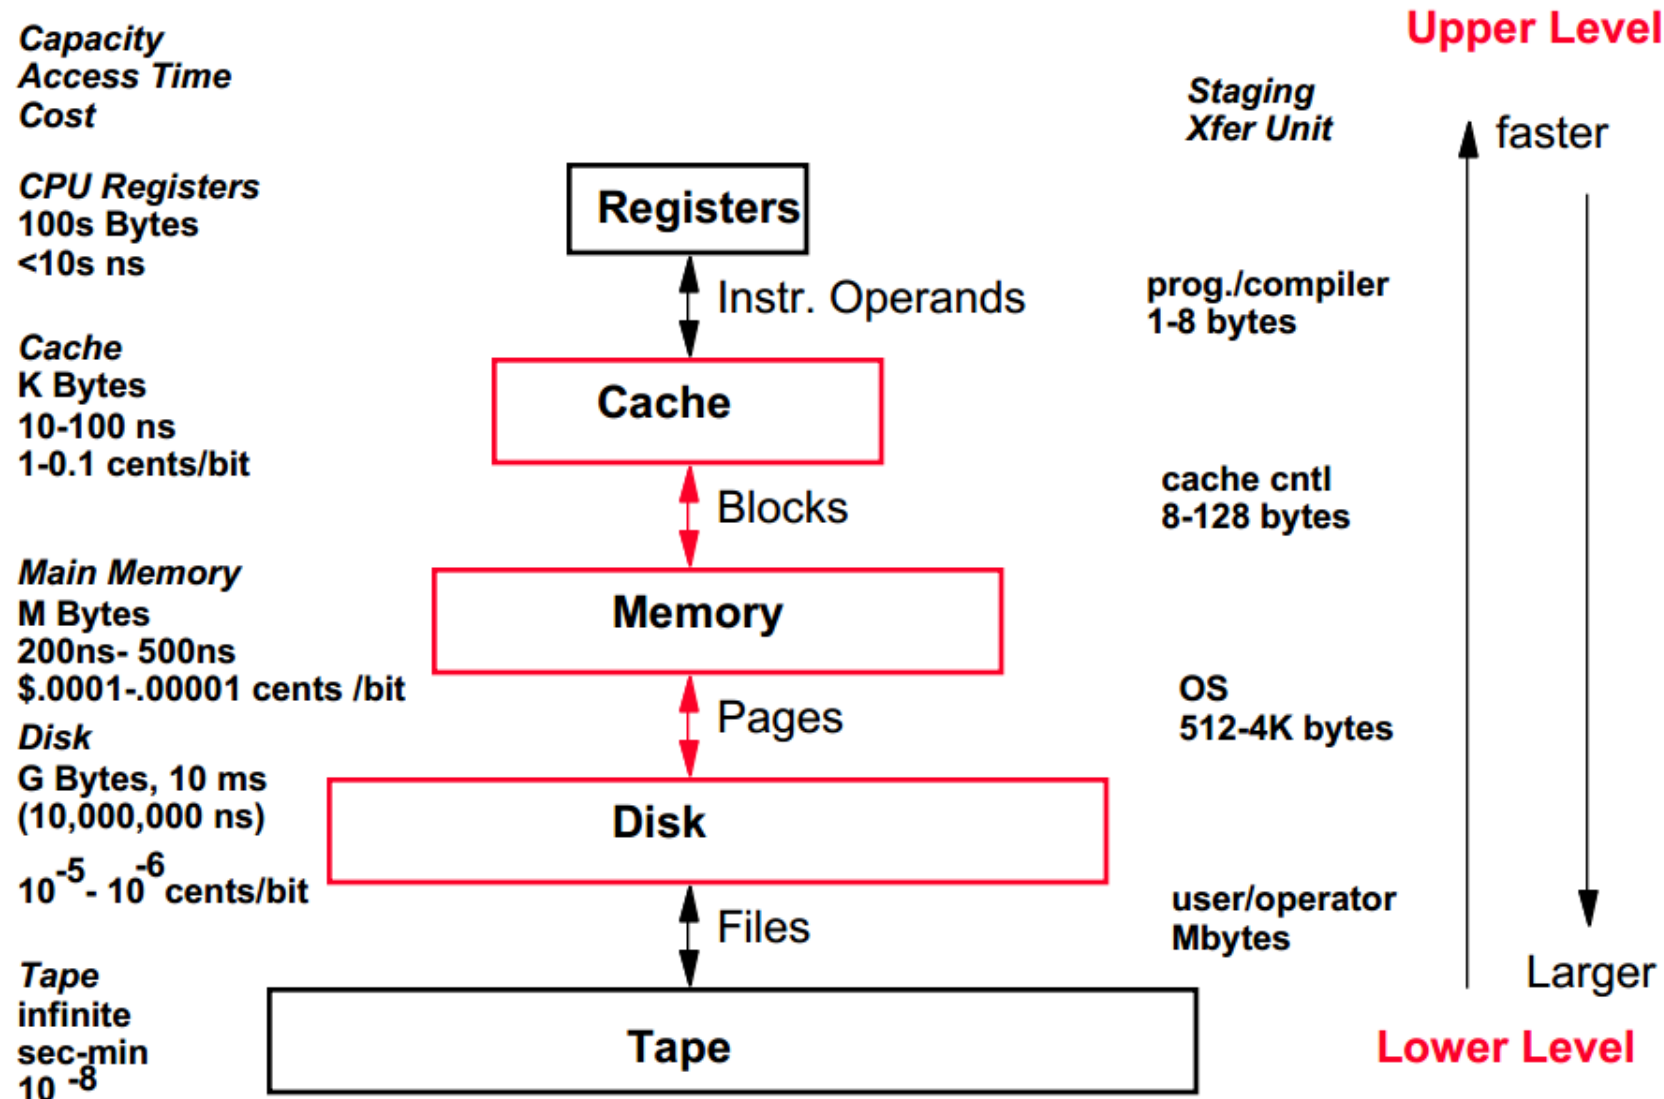 Capacity
Access Time
Cost
Upper Level
Staging
Xfer Unit
faster
CPU Registers
100s Bytes
<10s ns
Registers
Instr. Operands
prog./compiler
1-8 bytes
Cache
K Bytes
10-100 ns
1-0.1 cents/bit
Cache
Blocks
cache cntl
8-128 bytes
Main Memory
M Bytes
200ns- 500ns
$.0001-.00001 cents /bit
Memory
Pages
OS
512-4K bytes
Disk
G Bytes, 10 ms
(10,000,000 ns)
10^-5 - 10^-6 cents/bit
Disk
Files
user/operator
Mbytes
Larger
Tape
infinite
sec-min
10^-8
Tape
Lower Level